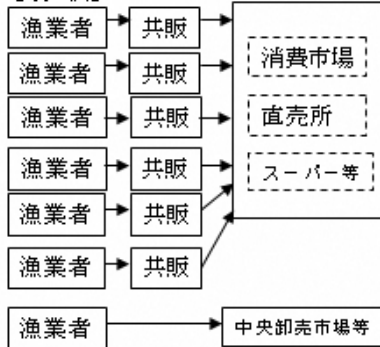 漁業者 共販
漁業者 共販 消費市場
漁業者 共販 直売所
漁業者 共販 スーパー等
漁業者 共販
漁業者 共販
漁業者 中央卸売市場等